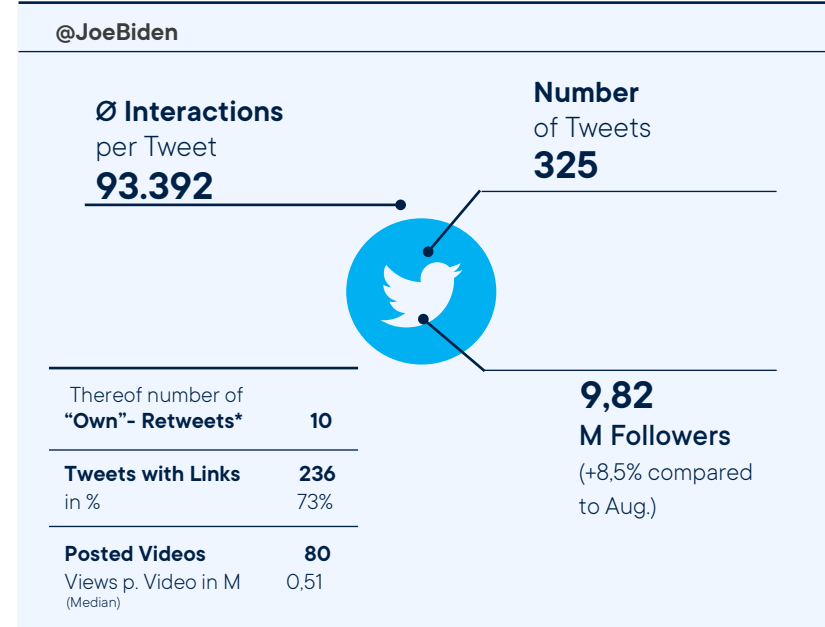 @JoeBiden
Ø Interactions
per Tweet
93.392
Number
of Tweets
325
Thereof number of
“Own”- Retweets* 10
Tweets with Links 236
in % 73%
Posted Videos 80
Views p. Video in M 0,51
(Median)
9,82
M Followers
(+8,5% compared
to Aug.)